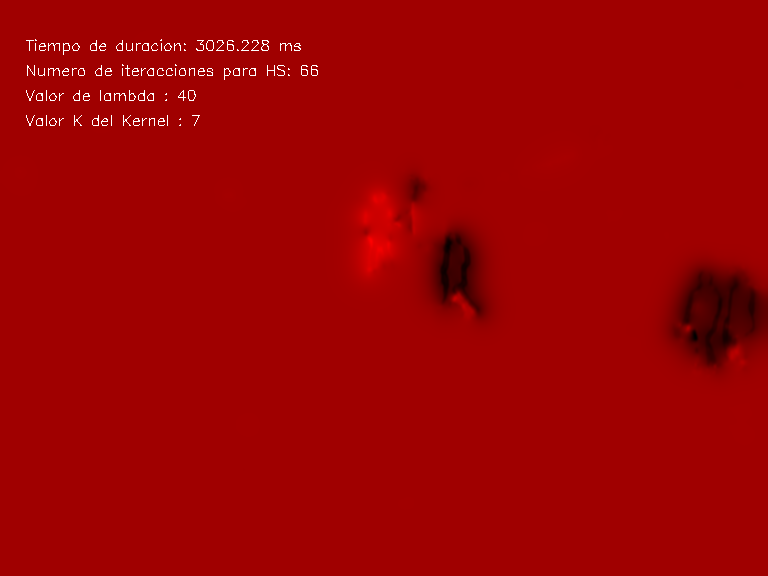 Tiempo de duracion: 3026.228 ms
Numero de iteracciones para HS: 66
Valor de lambda : 40
Valor K del Kernel : 7